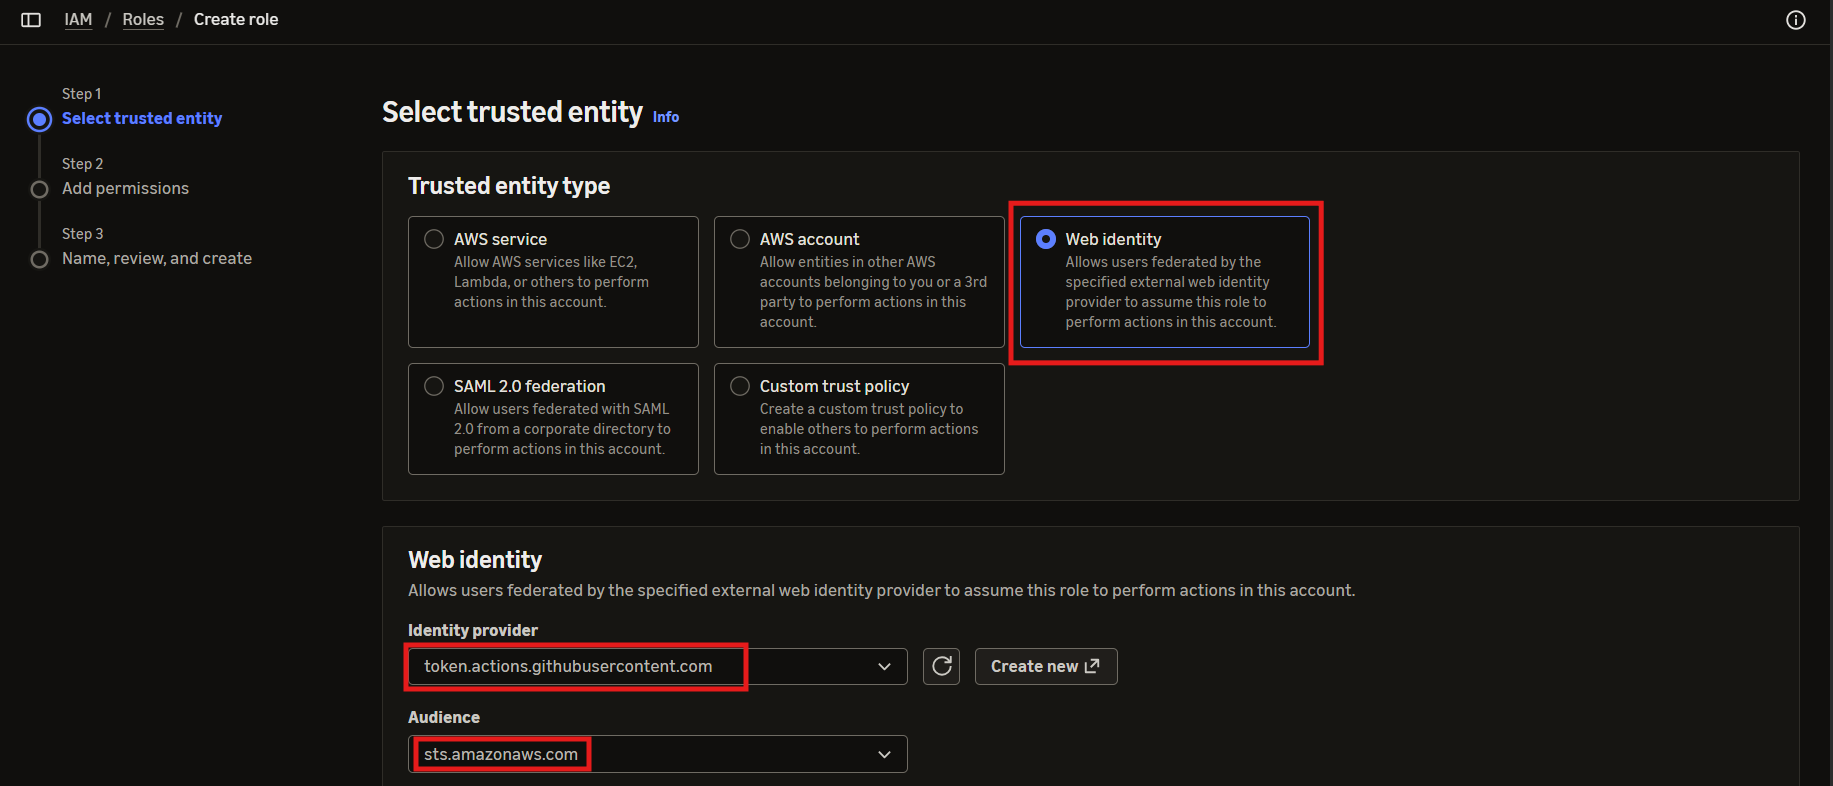 IAM / Roles / Create role
Step 1
Select trusted entity
Step 2
Add permissions
Step 3
Name, review, and create
Select trusted entity Info
Trusted entity type
AWS service
Allow AWS services like EC2,
Lambda, or others to perform
actions in this account.
AWS account
Allow entities in other AWS
accounts belonging to you or a 3rd
party to perform actions in this
account.
Web identity
Allows users federated by the
specified external web identity
provider to assume this role to
perform actions in this account.
SAML 2.0 federation
Allow users federated with SAML
2.0 from a corporate directory to
perform actions in this account.
Custom trust policy
Create a custom trust policy to
enable others to perform actions
in this account.
Web identity
Allows users federated by the specified external web identity provider to assume this role to perform actions in this account.
Identity provider
token.actions.githubusercontent.com
Create new
Audience
sts.amazonaws.com